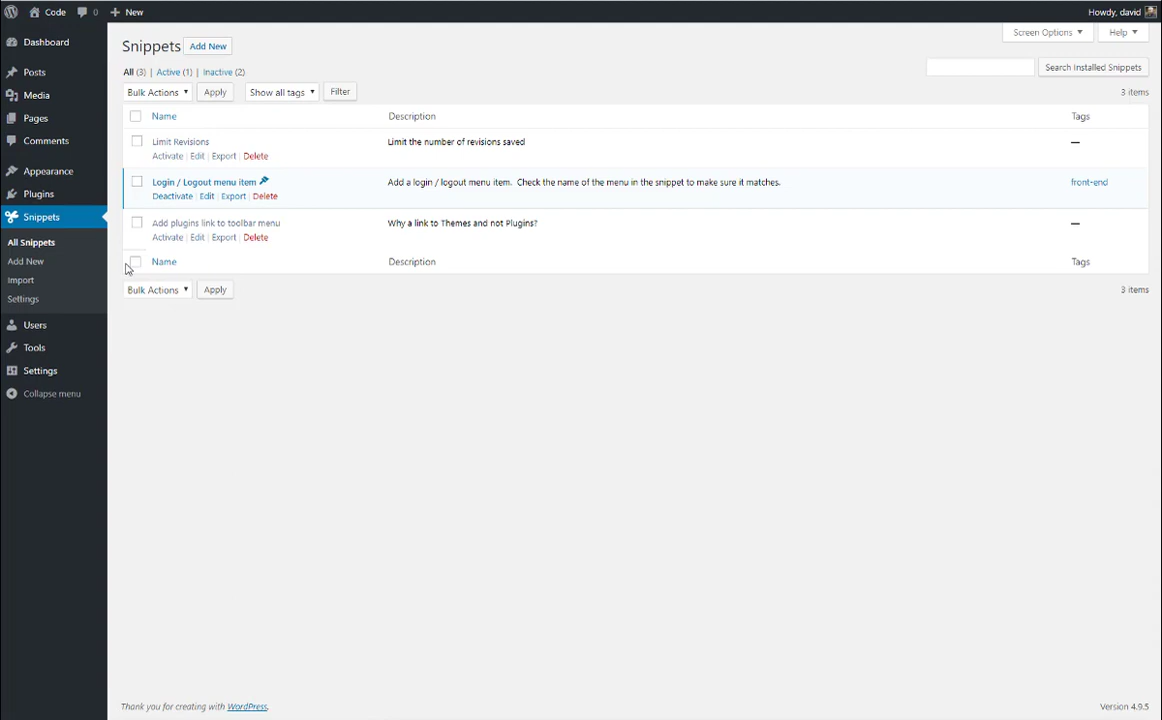 Code 0 New Howdy, david
Dashboard
Posts
Media
Pages
Comments
Appearance
Plugins
Snippets
All Snippets
Add New
Import
Settings
Users
Tools
Settings
Collapse menu
Screen Options ▼ Help ▼
Snippets Add New
All (3) | Active (1) | Inactive (2)
Search Installed Snippets
Bulk Actions ▼ Apply Show all tags ▼ Filter 3 items
Name Description Tags
Limit Revisions Limit the number of revisions saved —
Activate | Edit | Export | Delete
Login / Logout menu item Add a login / logout menu item. Check the name of the menu in the snippet to make sure it matches. front-end
Deactivate | Edit | Export | Delete
Add plugins link to toolbar menu Why a link to Themes and not Plugins? —
Activate | Edit | Export | Delete
Name Description Tags
Bulk Actions ▼ Apply 3 items
Thank you for creating with WordPress. Version 4.9.5